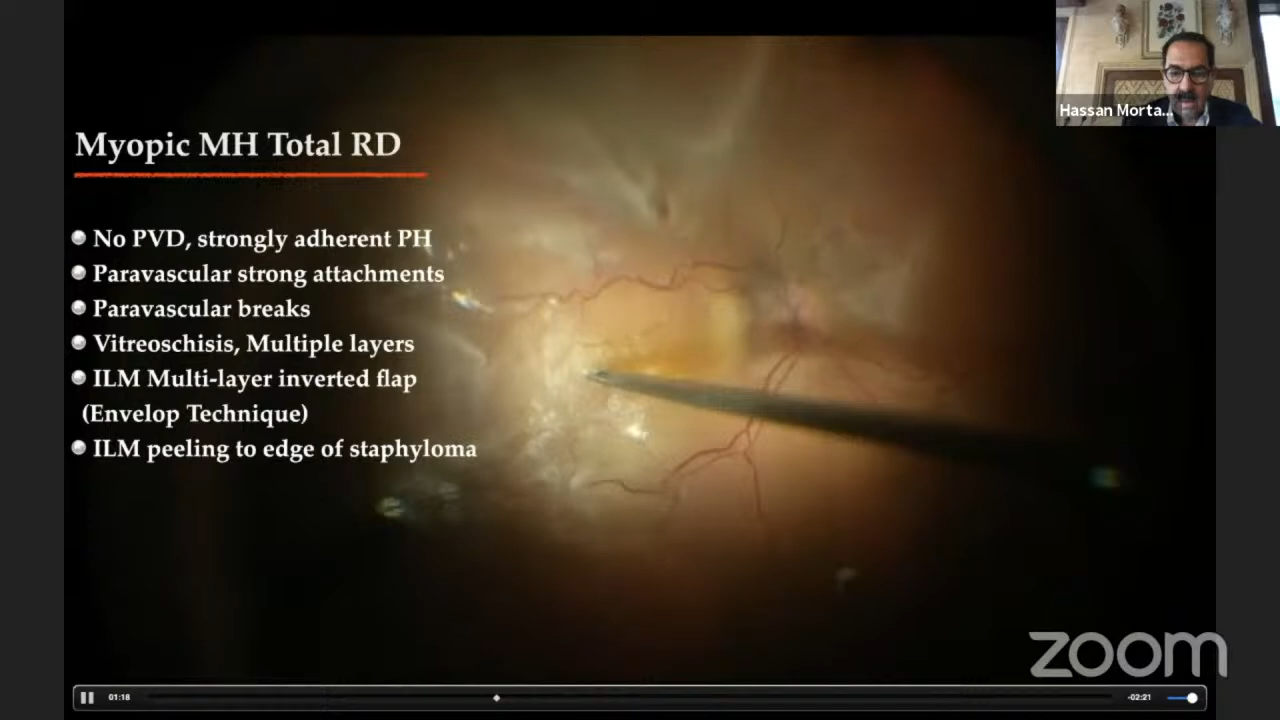 Hassan Morta...
Myopic MH Total RD
No PVD, strongly adherent PH
Paravascular strong attachments
Paravascular breaks
Vitreoschisis, Multiple layers
ILM Multi-layer inverted flap
(Envelop Technique)
ILM peeling to edge of staphyloma
zoom
01:18
-02:21